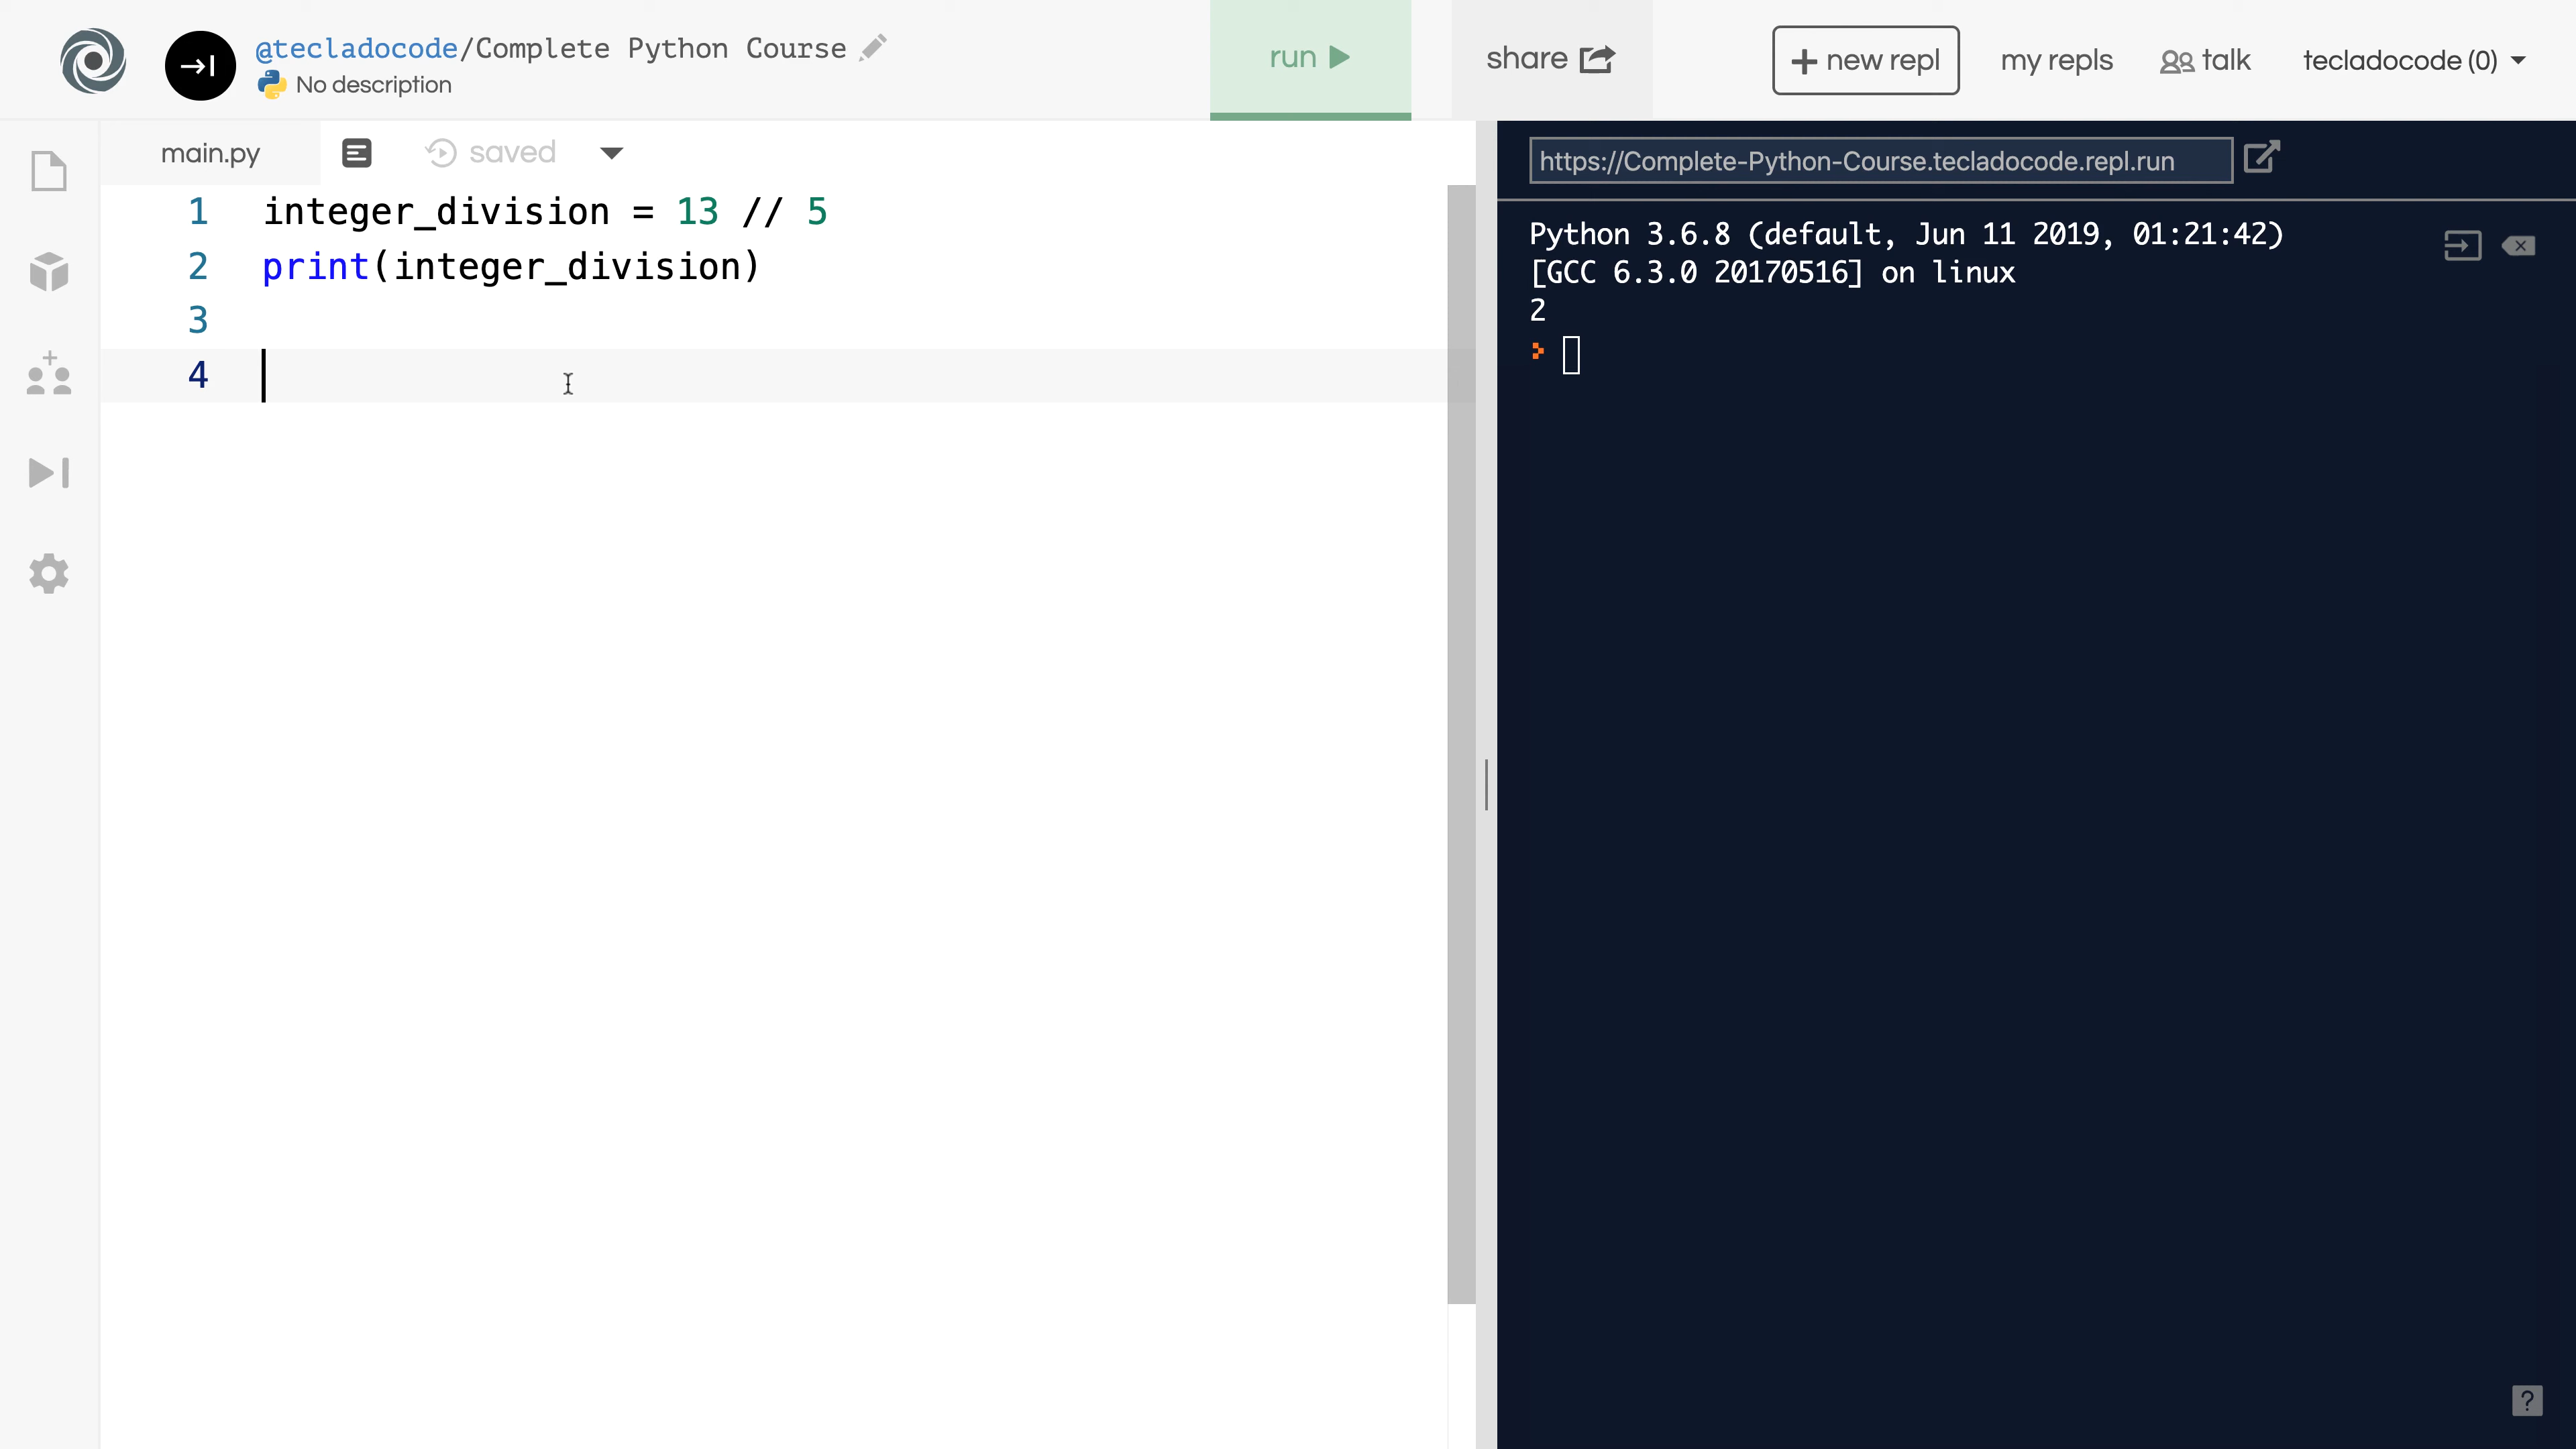 @tecladocode/Complete Python Course
No description
run
share
+ new repl
my repls
talk
tecladocode (0)
main.py
saved
1 integer_division = 13 // 5
2 print(integer_division)
3
4
https://Complete-Python-Course.tecladocode.repl.run
Python 3.6.8 (default, Jun 11 2019, 01:21:42)
[GCC 6.3.0 20170516] on linux
2
?